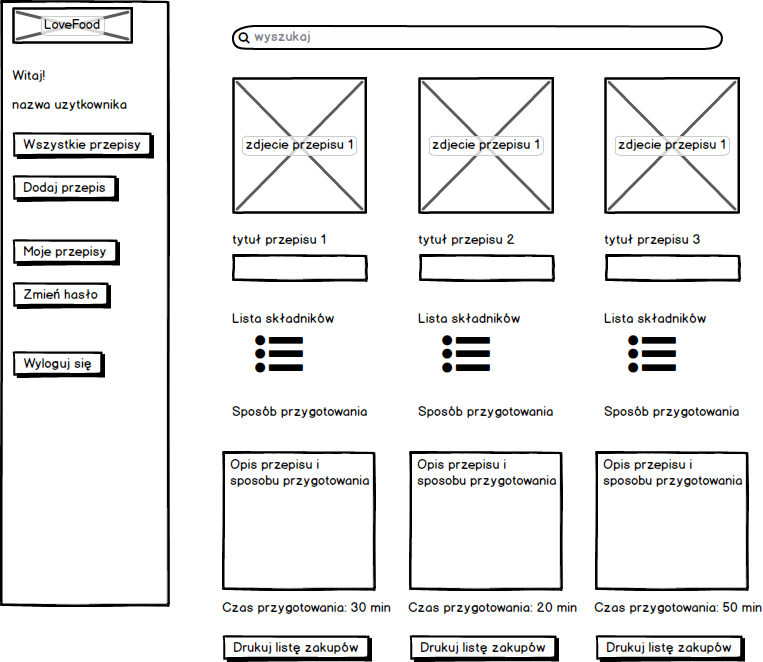 LoveFood
Witaj!
nazwa uzytkownika
Wszystkie przepisy
Dodaj przepis
Moje przepisy
Zmień hasło
Wyloguj się
wyszukaj
zdjecie przepisu 1
zdjecie przepisu 1
zdjecie przepisu 1
tytuł przepisu 1
tytuł przepisu 2
tytuł przepisu 3
Lista składników
Lista składników
Lista składników
Sposób przygotowania
Sposób przygotowania
Sposób przygotowania
Opis przepisu i
sposobu przygotowania
Opis przepisu i
sposobu przygotowania
Opis przepisu i
sposobu przygotowania
Czas przygotowania: 30 min
Czas przygotowania: 20 min
Czas przygotowania: 50 min
Drukuj listę zakupów
Drukuj listę zakupów
Drukuj listę zakupów